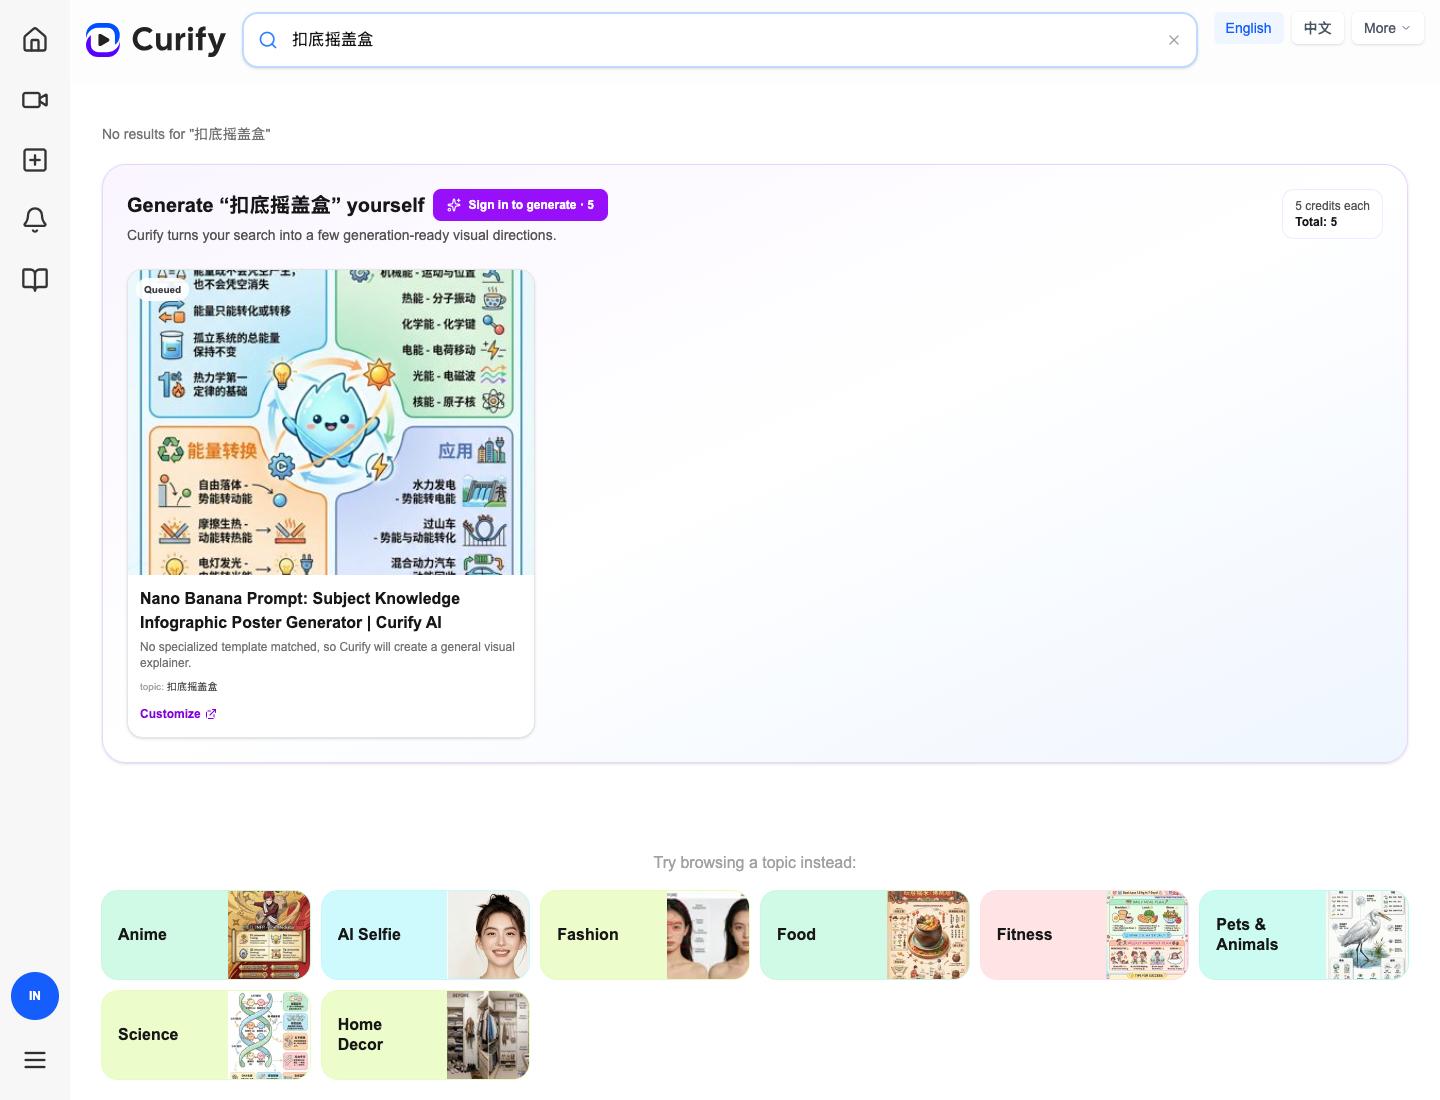 Curify
扣底摇盖盒
English
中文
More
No results for "扣底摇盖盒"
Generate “扣底摇盖盒” yourself
Sign in to generate · 5
Curify turns your search into a few generation-ready visual directions.
5 credits each
Total: 5
Queued
也不会凭空消失
能量只能转化或转移
孤立系统的总能量
保持不变
1st
热力学第一
定律的基础
机械能 - 运动与位置
热能 - 分子振动
化学能 - 化学键
电能 - 电荷移动
光能 - 电磁波
核能 - 原子核
能量转换
自由落体 -
势能转动能
摩擦生热 -
动能转热能
电灯发光 -
应用
水力发电
- 势能转电能
过山车
- 势能与动能转化
混合动力汽车
Nano Banana Prompt: Subject Knowledge
Infographic Poster Generator | Curify AI
No specialized template matched, so Curify will create a general visual
explainer.
topic: 扣底摇盖盒
Customize
Try browsing a topic instead:
Anime
AI Selfie
Fashion
Food
Fitness
Pets &
Animals
Science
Home
Decor
BEFORE
AFTER
IN